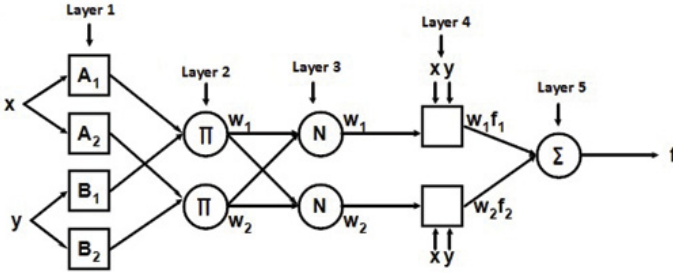 Layer 1
Layer 4
A₁
Layer 2
Layer 3
x y
Layer 5
x
w₁
w₁
w₁f₁
A₂
Π
N
Σ
f
B₁
y
Π
N
w₂
w₂
w₂f₂
B₂
x y